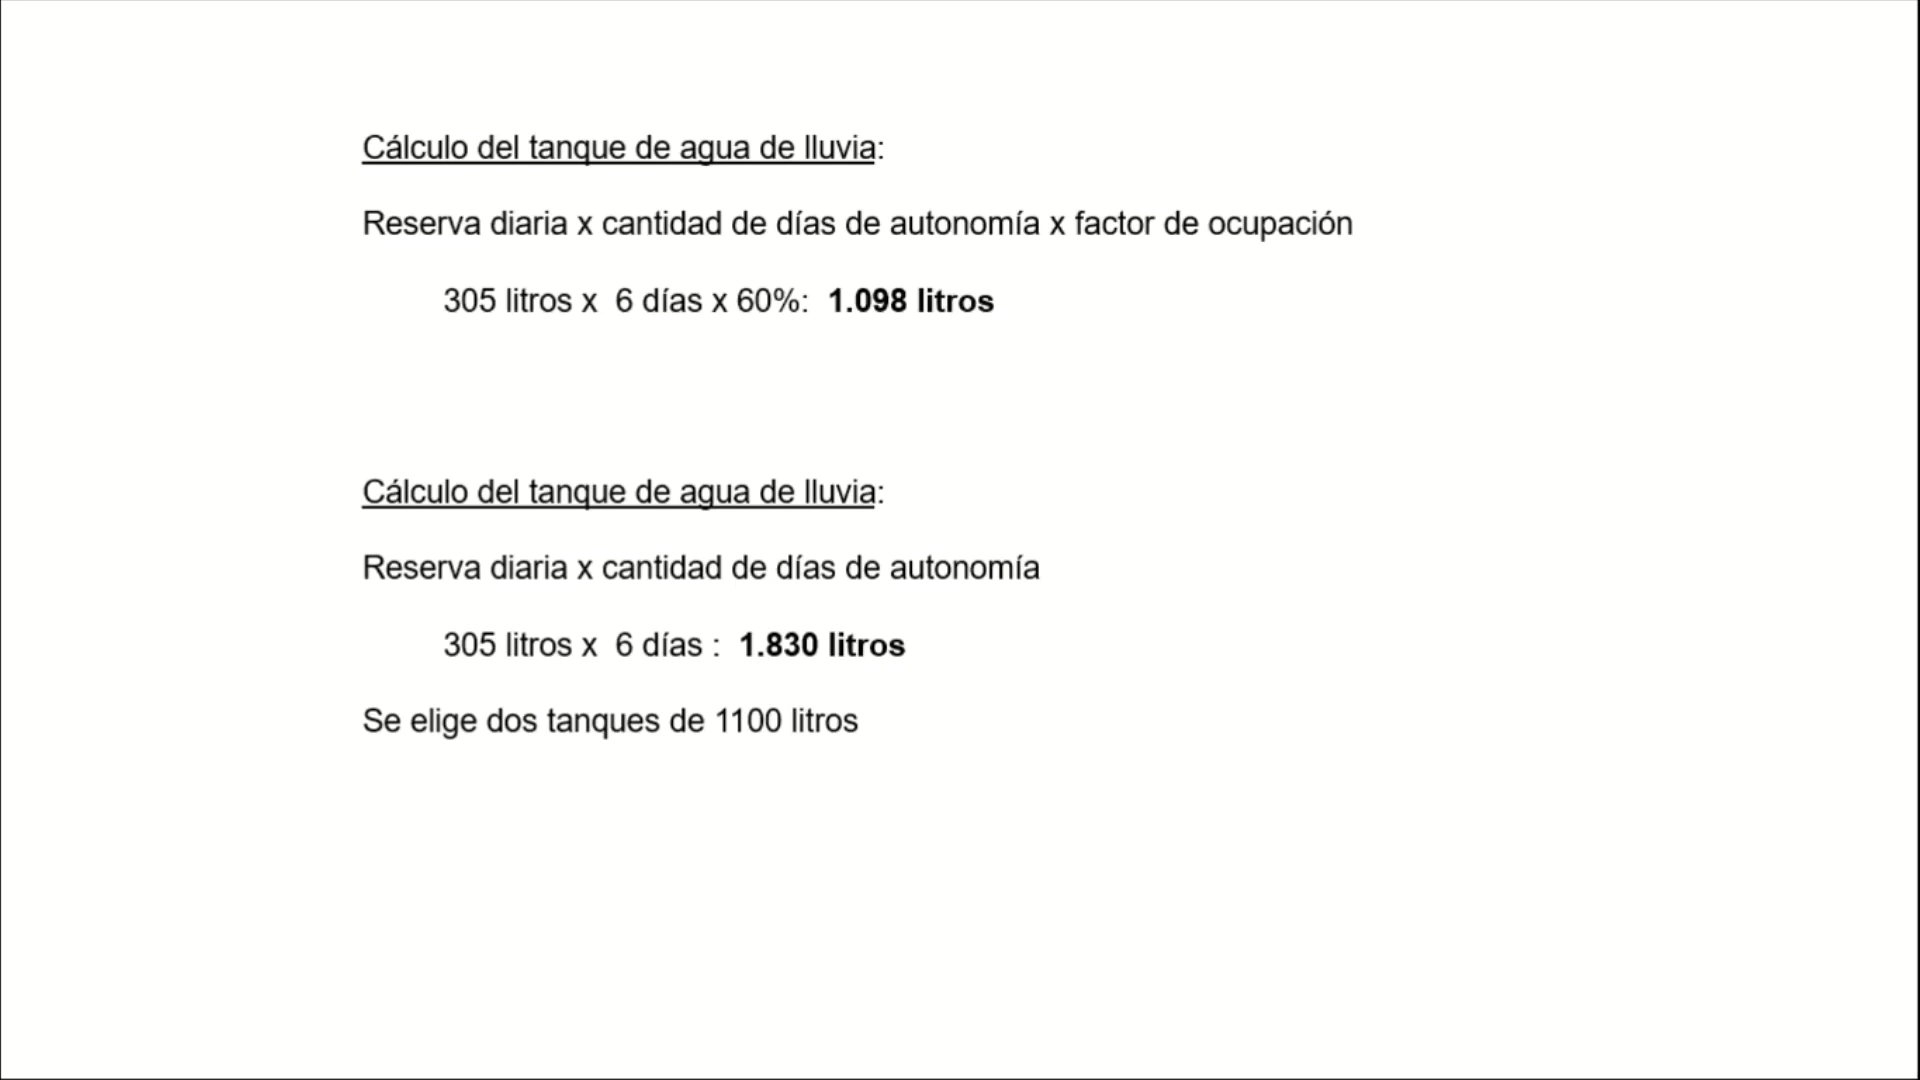 Cálculo del tanque de agua de lluvia:
Reserva diaria x cantidad de días de autonomía x factor de ocupación
305 litros x  6 días x 60%:  1.098 litros
Cálculo del tanque de agua de lluvia:
Reserva diaria x cantidad de días de autonomía
305 litros x  6 días :  1.830 litros
Se elige dos tanques de 1100 litros